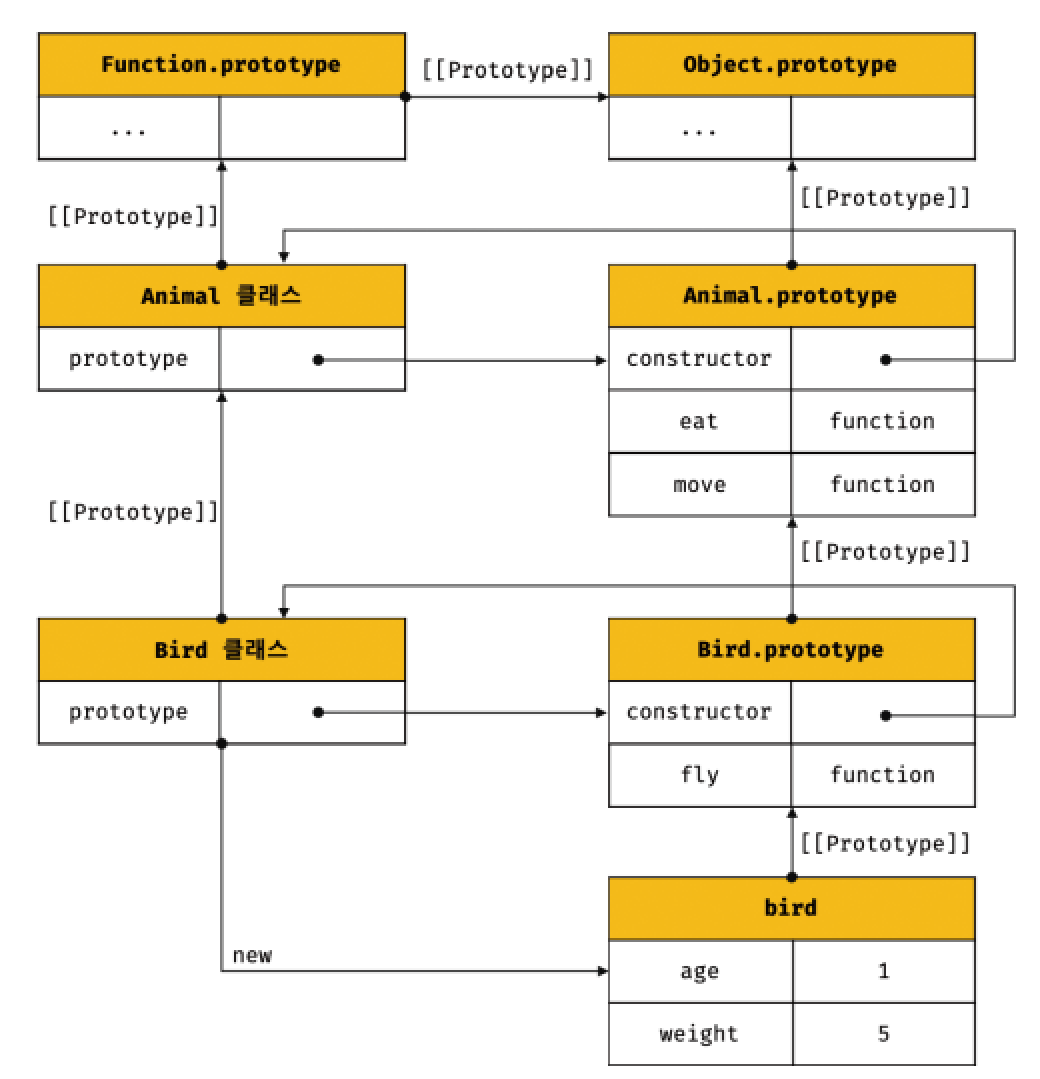 Function.prototype
[[Prototype]]
Object.prototype
...
...
[[Prototype]]
[[Prototype]]
Animal 클래스
Animal.prototype
prototype
constructor
eat
function
move
function
[[Prototype]]
[[Prototype]]
Bird 클래스
Bird.prototype
prototype
constructor
fly
function
[[Prototype]]
bird
new
age
1
weight
5